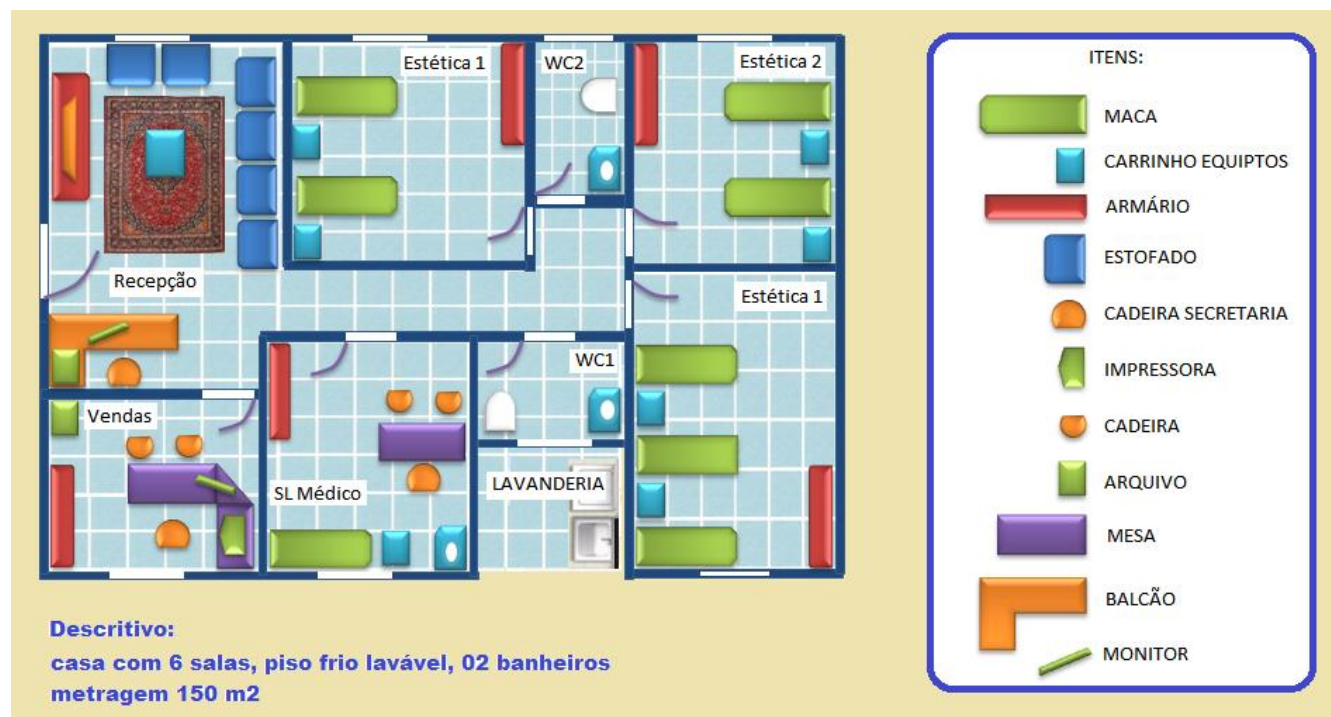 Estética 1
WC2
Estética 2
Recepção
Estética 1
WC1
Vendas
SL Médico
LAVANDERIA
Descritivo:
casa com 6 salas, piso frio lavável, 02 banheiros
metragem 150 m2
ITENS:
MACA
CARRINHO EQUIPTOS
ARMÁRIO
ESTOFADO
CADEIRA SECRETARIA
IMPRESSORA
CADEIRA
ARQUIVO
MESA
BALCÃO
MONITOR